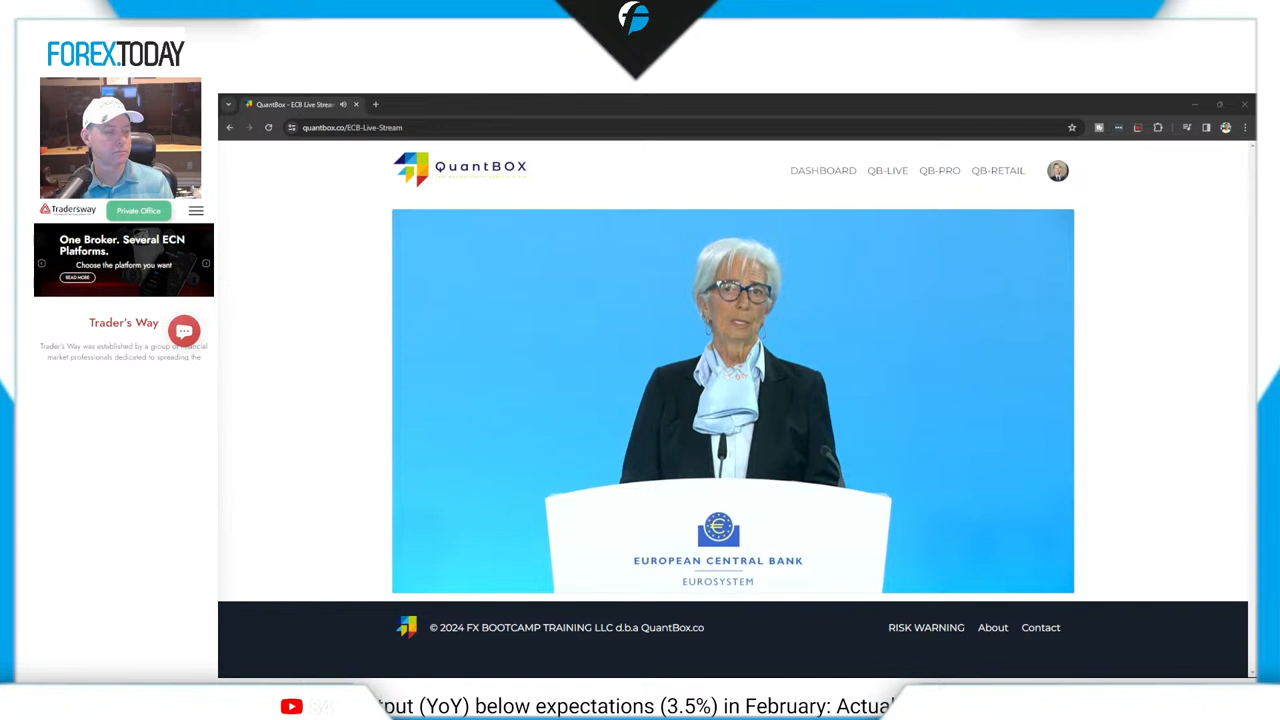 FOREX.TODAY
QuantBox - ECB Live Stream
quantbox.co/ECB-Live-Stream
QuantBOX
DASHBOARD QB-LIVE QB-PRO QB-RETAIL
Tradersway
Private Office
One Broker. Several ECN
Platforms.
Choose the platform you want
READ MORE
Trader's Way
Trader's Way was established by a group of financial
market professionals dedicated to spreading the
EUROPEAN CENTRAL BANK
EUROSYSTEM
© 2024 FX BOOTCAMP TRAINING LLC d.b.a QuantBox.co
RISK WARNING About Contact
tput (YoY) below expectations (3.5%) in February: Actual